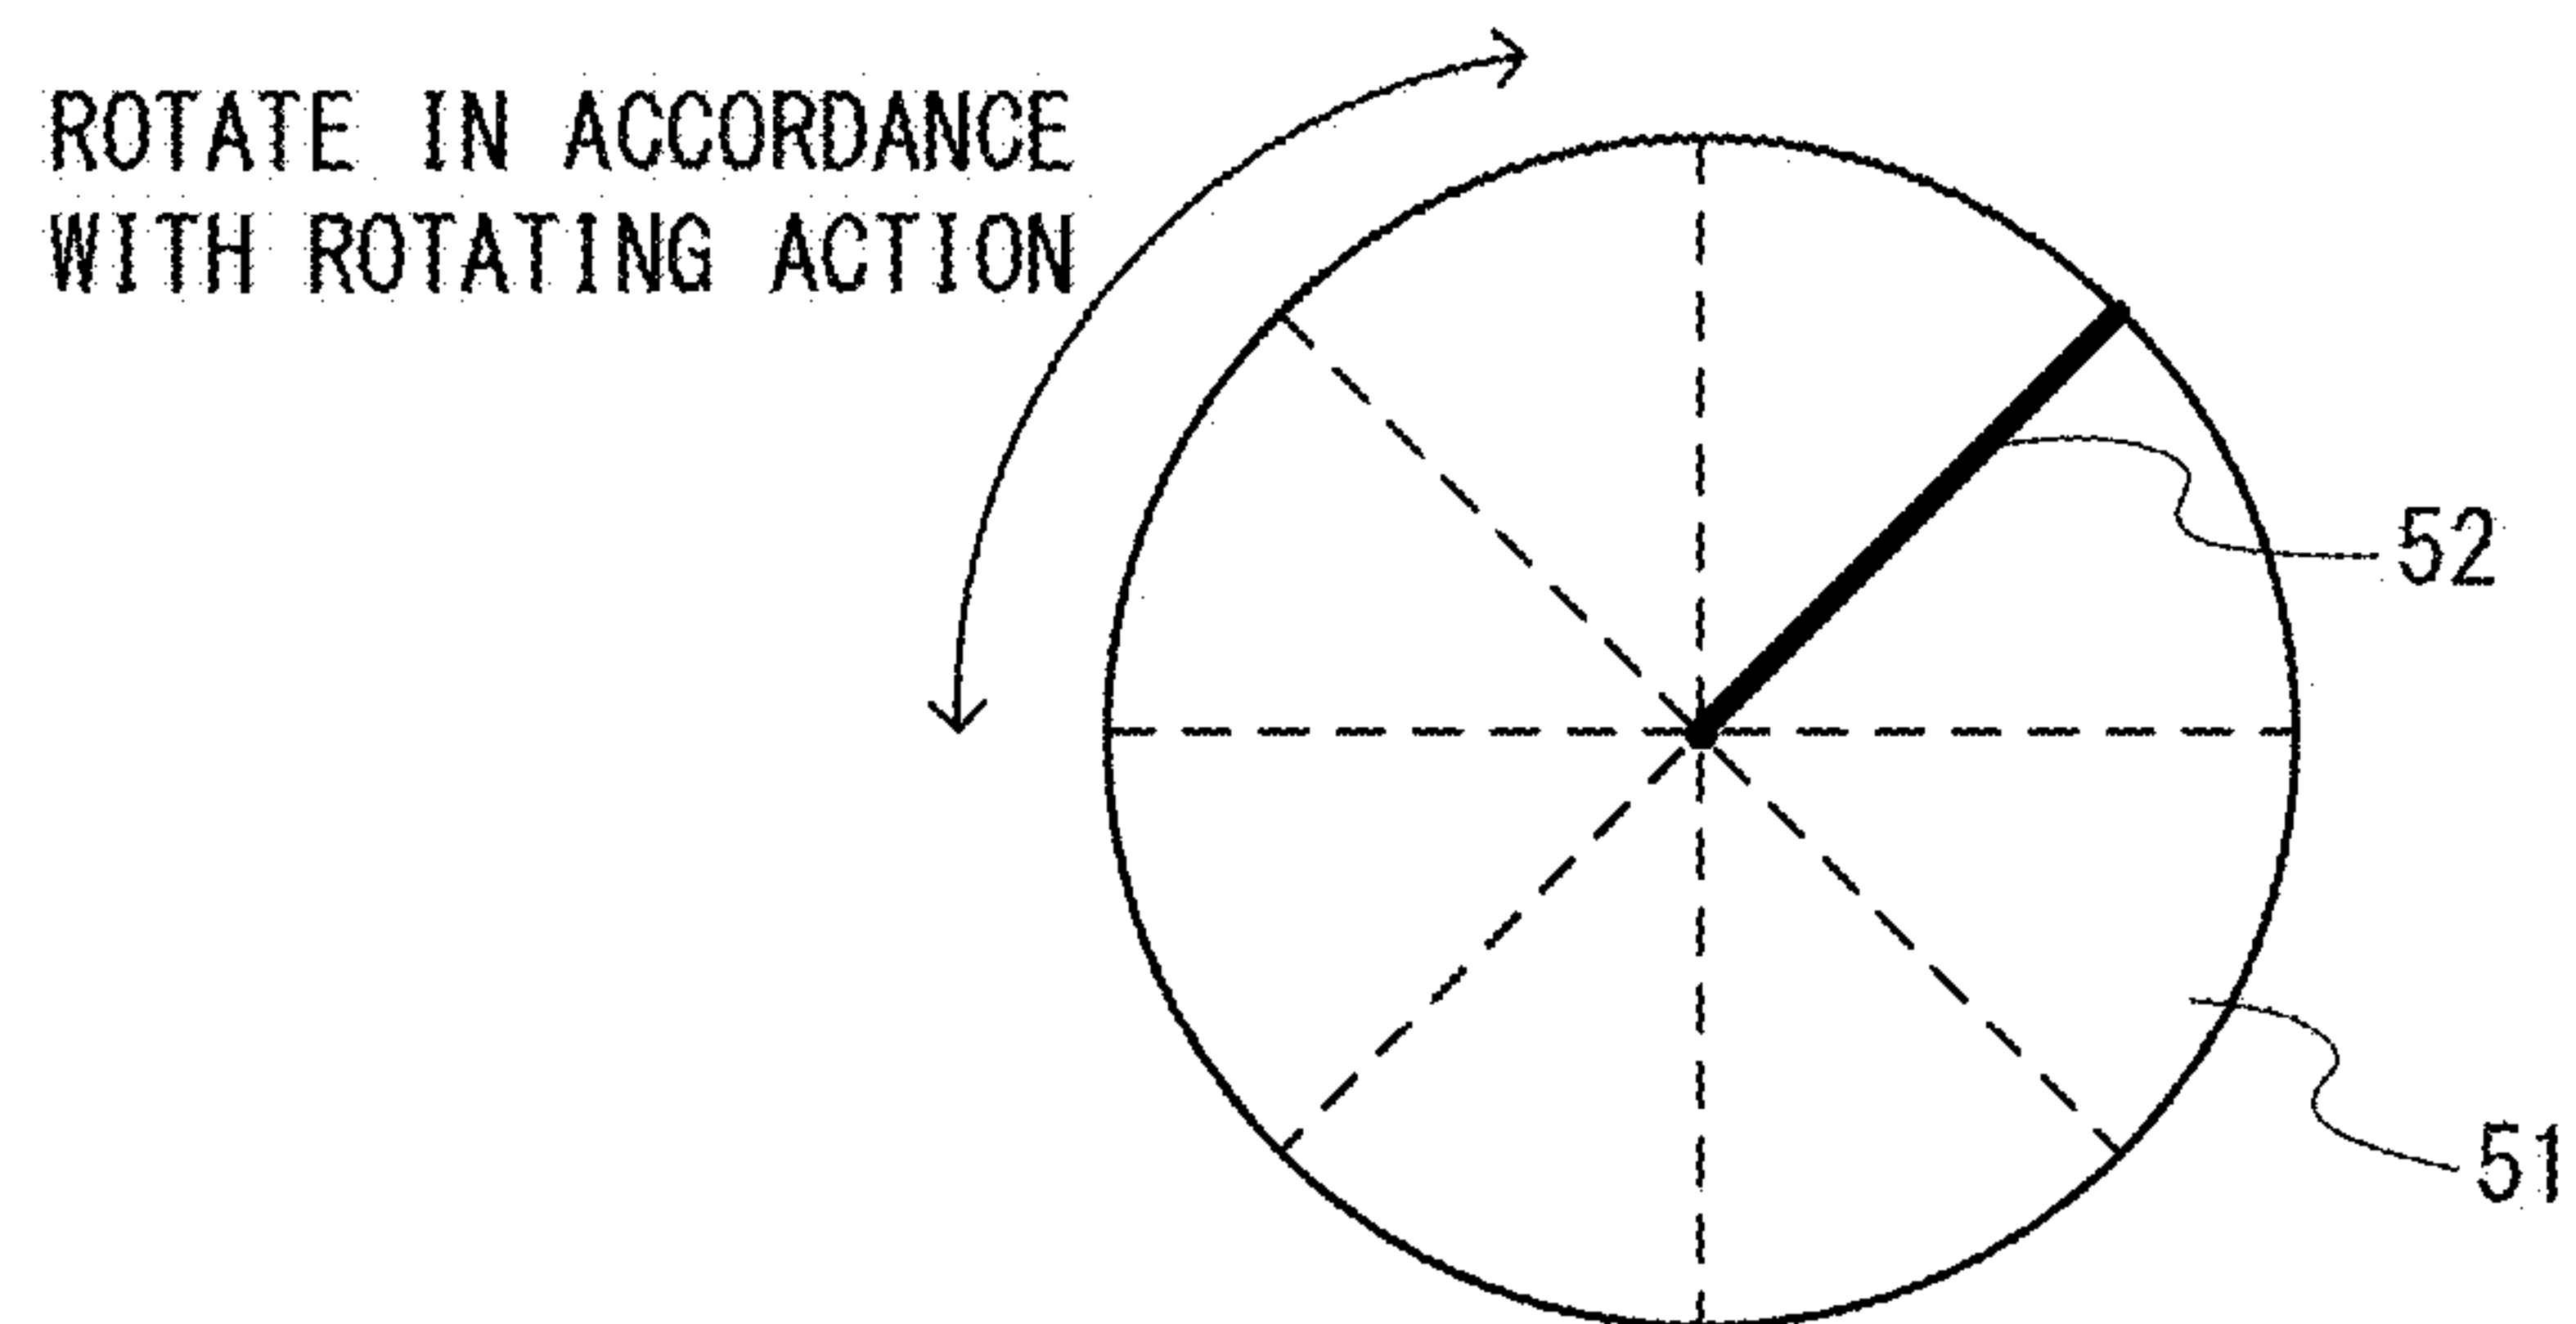 ROTATE IN ACCORDANCE
WITH ROTATING ACTION
52
51